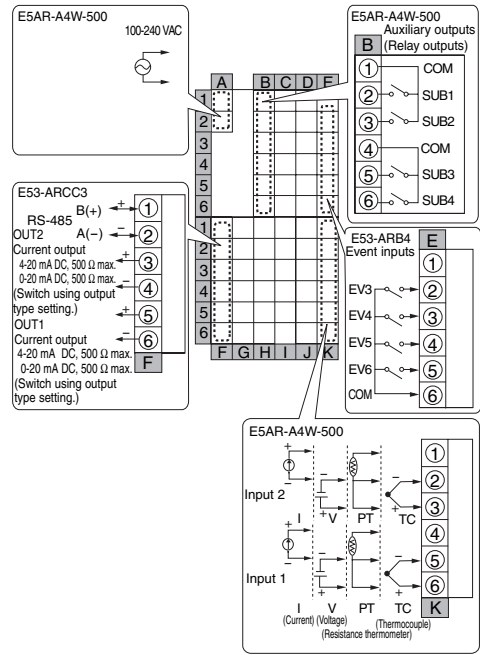 E5AR-A4W-500
100-240 VAC
E5AR-A4W-500
Auxiliary outputs
(Relay outputs)
B
1 COM
2 SUB1
3 SUB2
4 COM
5 SUB3
6 SUB4
A B C D E
1
2
3
4
5
6
1
2
3
4
5
6
F G H I J K
E53-ARCC3
RS-485
B(+) + 1
A(−) − 2
OUT2
Current output
4-20 mA DC, 500 Ω max.
0-20 mA DC, 500 Ω max.
(Switch using output
type setting.)
+ 3
− 4
OUT1
Current output
4-20 mA DC, 500 Ω max.
0-20 mA DC, 500 Ω max.
(Switch using output
type setting.)
+ 5
− 6
F
E53-ARB4
Event inputs
E
1
EV3 2
EV4 3
EV5 4
EV6 5
COM 6
E5AR-A4W-500
Input 2
+ −
− +
− +
I V PT TC
1
2
3
Input 1
+ −
− +
− +
I V PT TC
4
5
6
K
(Current) (Voltage)
(Resistance thermometer)
(Thermocouple)